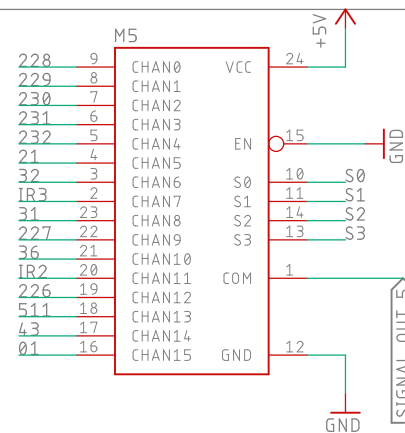 M5
+5V
228 9 CHAN0 VCC 24
229 8 CHAN1
230 7 CHAN2
231 6 CHAN3
232 5 CHAN4 EN 15 GND
21 4 CHAN5
32 3 CHAN6 S0 10 S0
IR3 2 CHAN7 S1 11 S1
31 23 CHAN8 S2 14 S2
227 22 CHAN9 S3 13 S3
36 21 CHAN10
IR2 20 CHAN11 COM 1
226 19 CHAN12
511 18 CHAN13
43 17 CHAN14
01 16 CHAN15 GND 12
SIGNAL_OUT_5
GND